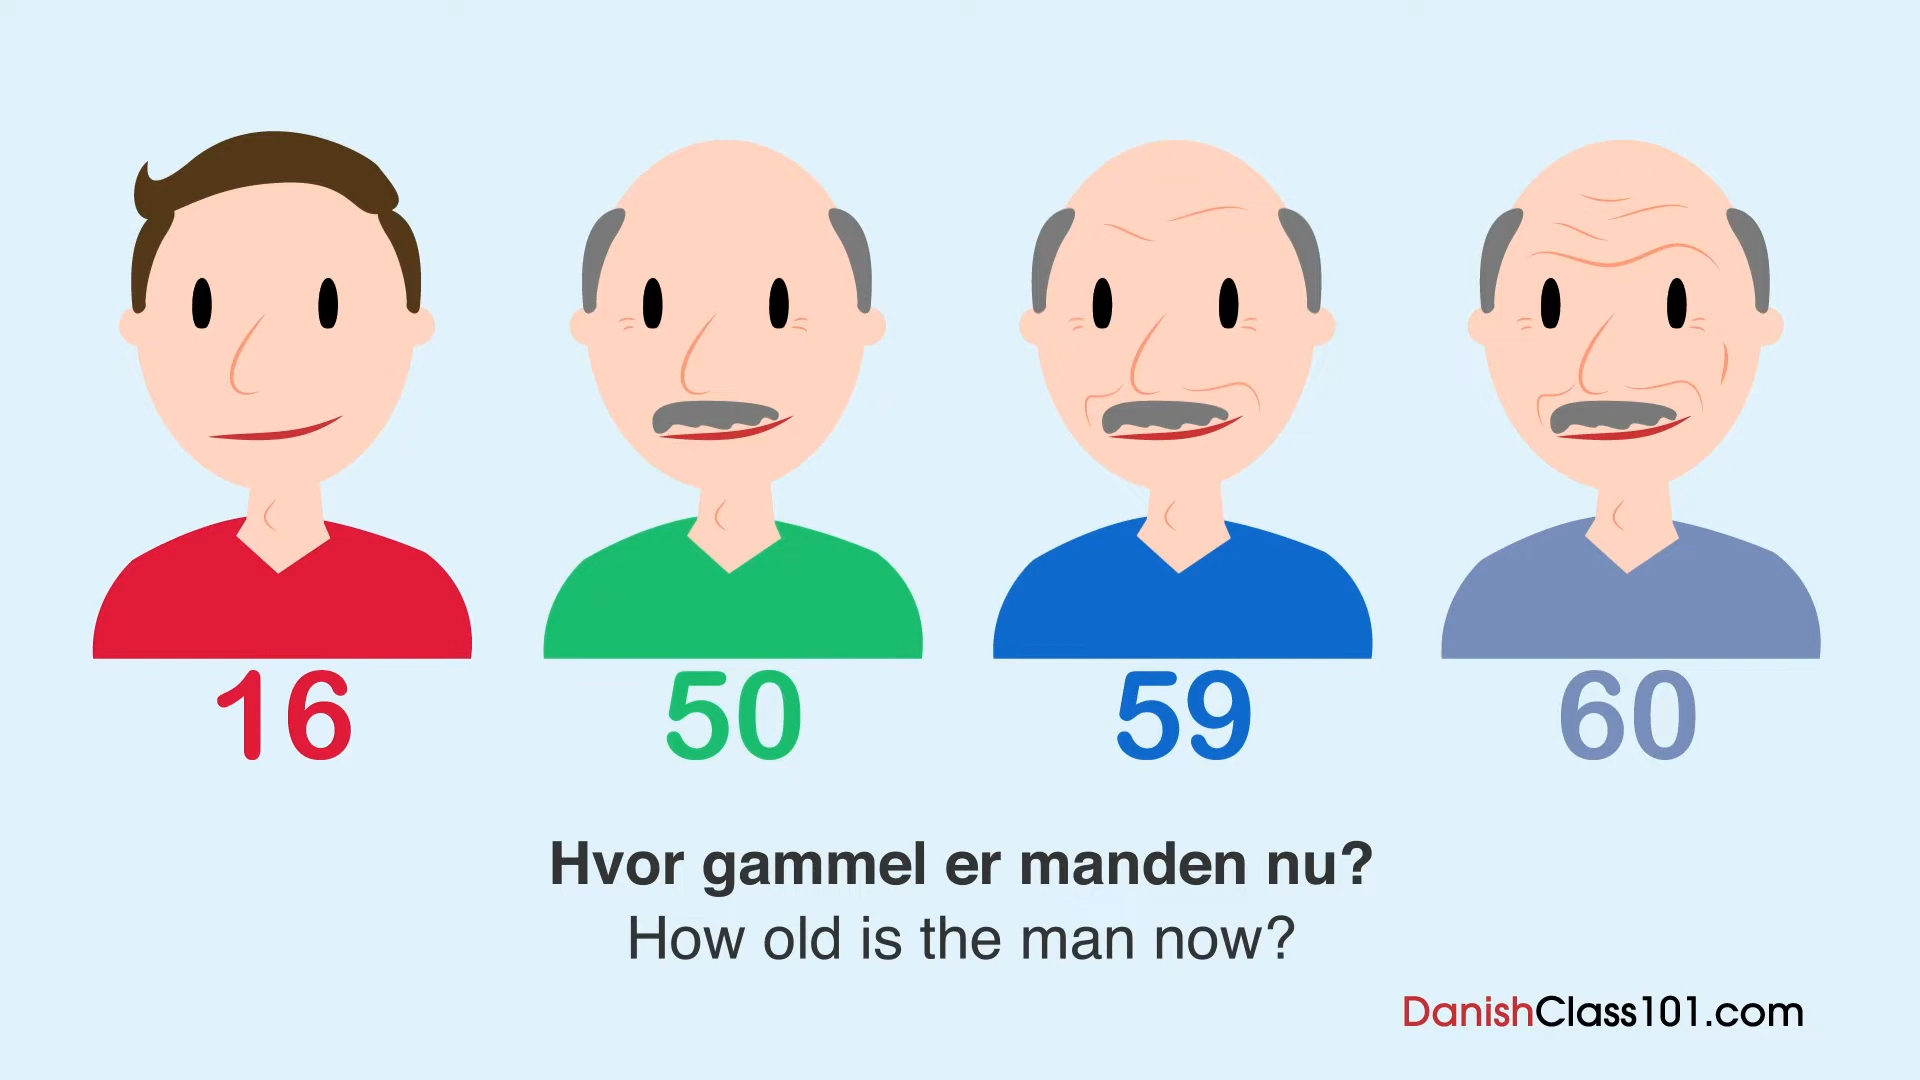 16 50 59 60
Hvor gammel er manden nu?
How old is the man now?
DanishClass101.com